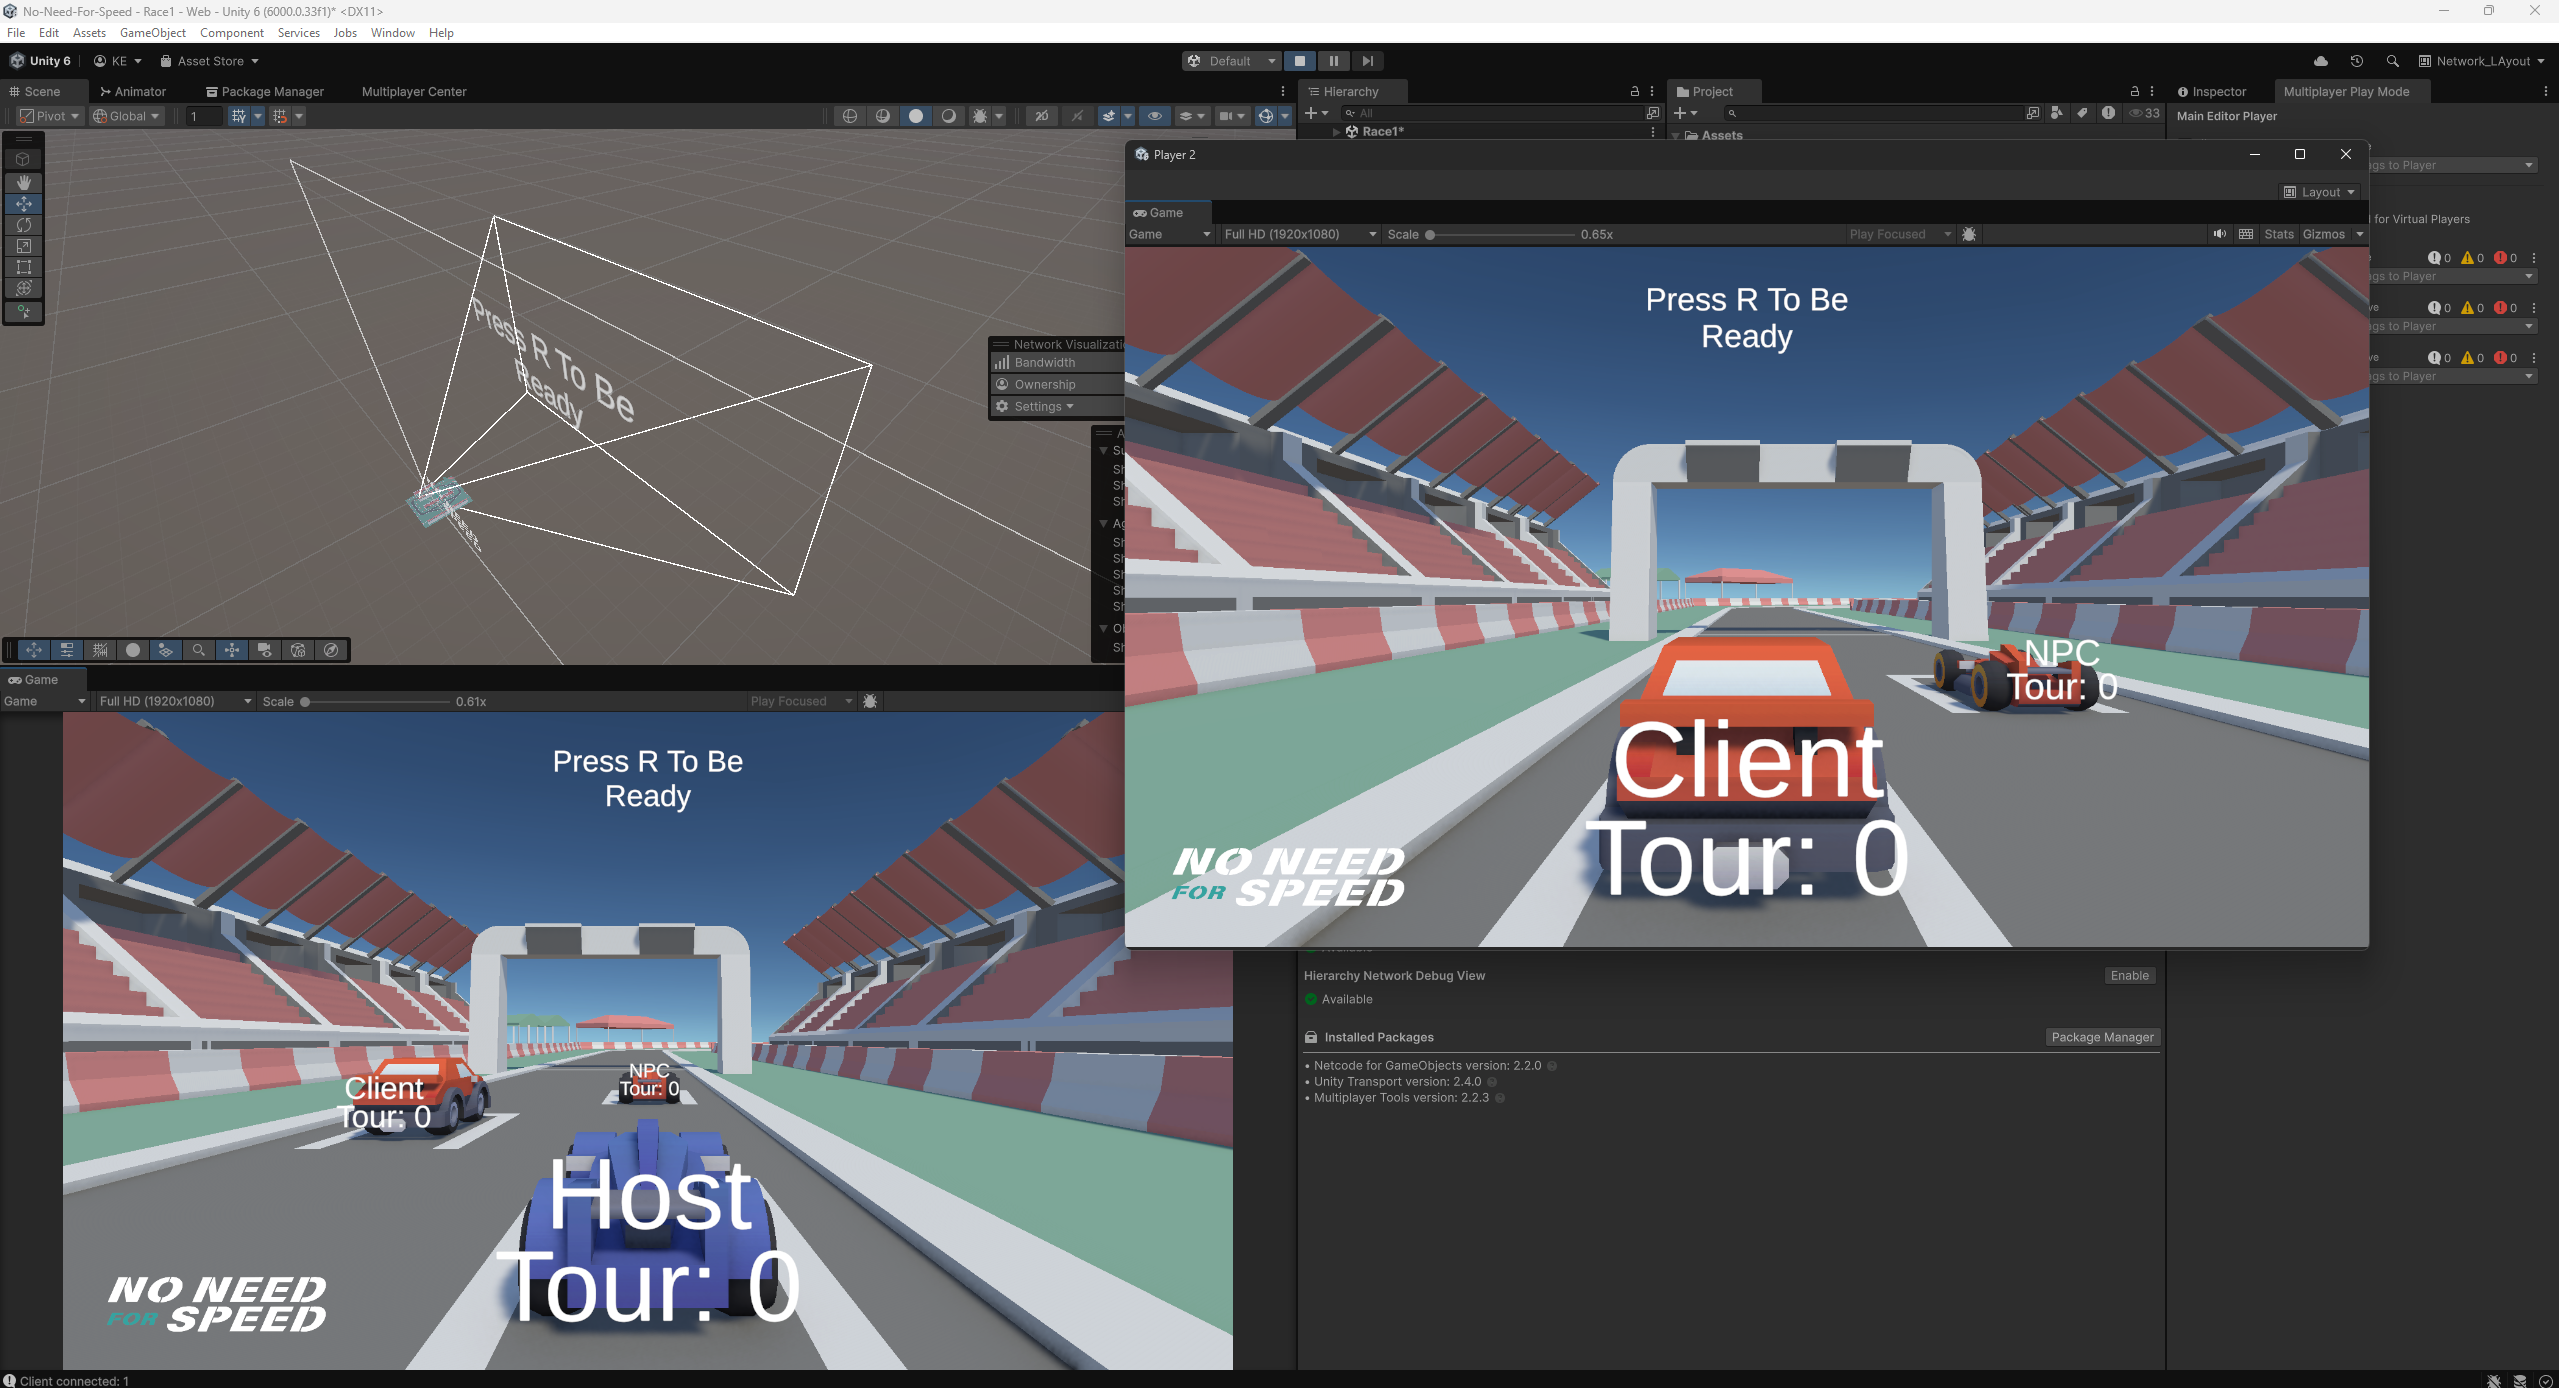 No-Need-For-Speed - Race1 - Web - Unity 6 (6000.0.33f1)* <DX11>
File Edit Assets GameObject Component Services Jobs Window Help
Unity 6 KE Asset Store Default Network_LAyout
Scene Animator Package Manager Multiplayer Center
Pivot Global 1
Press R To Be
Ready
Network Visualizati
Bandwidth
Ownership
Settings
Hierarchy
All
Race1*
Project
33
Assets
Inspector Multiplayer Play Mode
Main Editor Player
gs to Player
for Virtual Players
0 0 0
gs to Player
ve 0 0 0
gs to Player
ve 0 0 0
gs to Player
Player 2
Layout
Game
Game Full HD (1920x1080) Scale 0.65x Play Focused Stats Gizmos
Press R To Be
Ready
NPC
Tour: 0
Client
Tour: 0
NO NEED
FOR SPEED
Game
Game Full HD (1920x1080) Scale 0.61x Play Focused
Press R To Be
Ready
Client
Tour: 0
NPC
Tour: 0
Host
Tour: 0
NO NEED
FOR SPEED
Hierarchy Network Debug View Enable
Available
Installed Packages Package Manager
• Netcode for GameObjects version: 2.2.0
• Unity Transport version: 2.4.0
• Multiplayer Tools version: 2.2.3
Client connected: 1